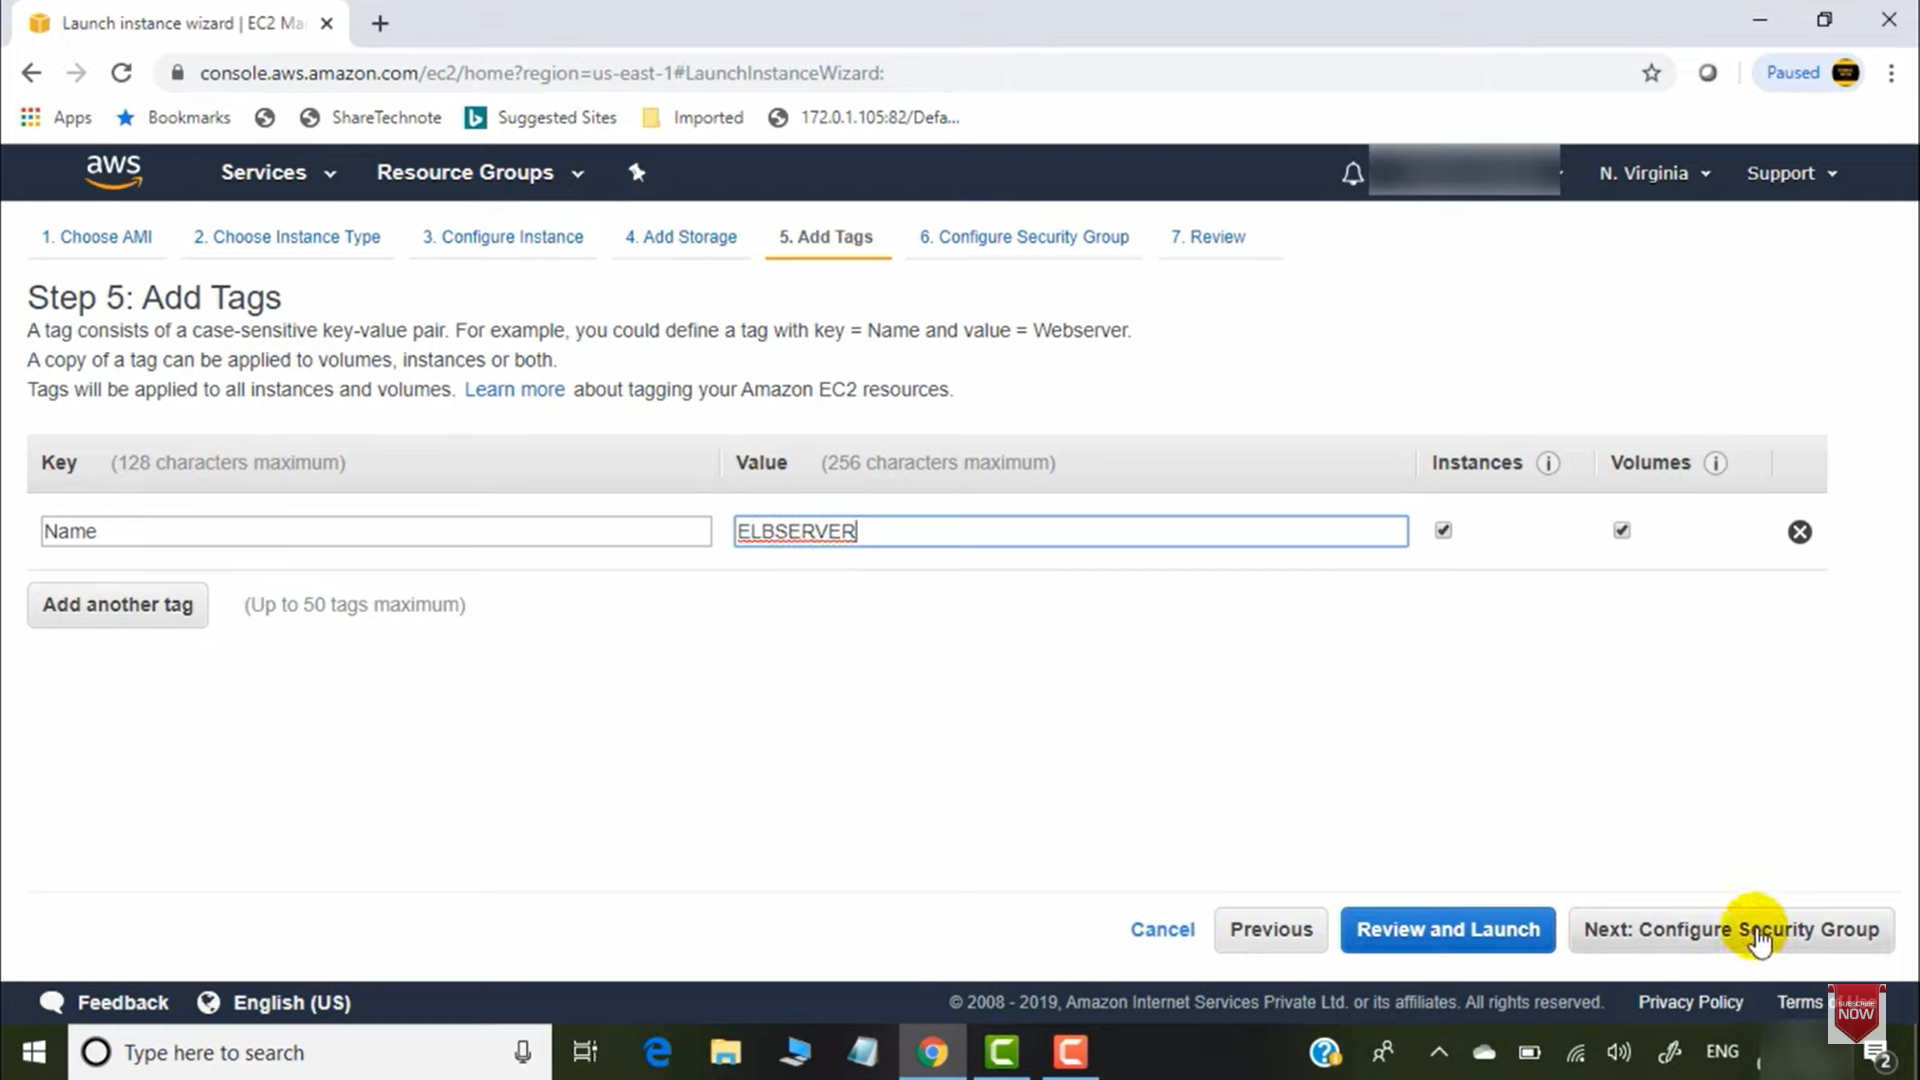 Launch instance wizard | EC2 Ma
console.aws.amazon.com/ec2/home?region=us-east-1#LaunchInstanceWizard:
Paused
Apps
Bookmarks
ShareTechnote
Suggested Sites
Imported
172.0.1.105:82/Defa...
aws
Services
Resource Groups
N. Virginia
Support
1. Choose AMI
2. Choose Instance Type
3. Configure Instance
4. Add Storage
5. Add Tags
6. Configure Security Group
7. Review
Step 5: Add Tags
A tag consists of a case-sensitive key-value pair. For example, you could define a tag with key = Name and value = Webserver.
A copy of a tag can be applied to volumes, instances or both.
Tags will be applied to all instances and volumes. Learn more about tagging your Amazon EC2 resources.
Key (128 characters maximum)
Value (256 characters maximum)
Instances
Volumes
Name
ELBSERVER
Add another tag
(Up to 50 tags maximum)
Cancel
Previous
Review and Launch
Next: Configure Security Group
Feedback
English (US)
© 2008 - 2019, Amazon Internet Services Private Ltd. or its affiliates. All rights reserved.
Privacy Policy
Terms
SUBSCRIBE
NOW
Type here to search
ENG
2